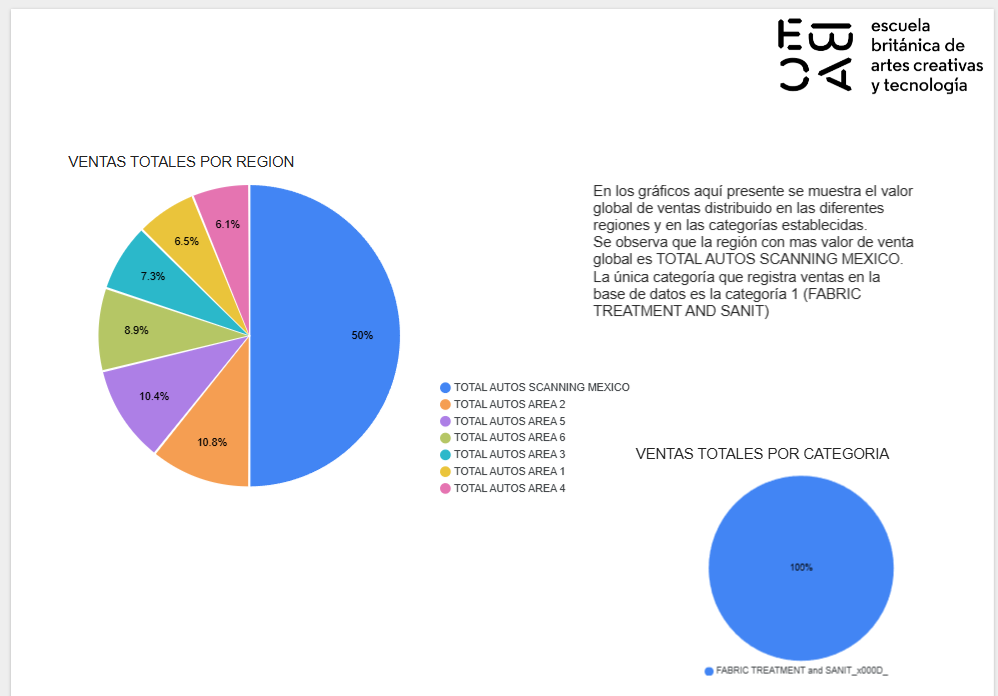 escuela
británica de
artes creativas
y tecnología
VENTAS TOTALES POR REGION
6.1%
6.5%
7.3%
8.9%
10.4%
10.8%
50%
En los gráficos aquí presente se muestra el valor
global de ventas distribuido en las diferentes
regiones y en las categorías establecidas.
Se observa que la región con mas valor de venta
global es TOTAL AUTOS SCANNING MEXICO.
La única categoría que registra ventas en la
base de datos es la categoría 1 (FABRIC
TREATMENT AND SANIT)
TOTAL AUTOS SCANNING MEXICO
TOTAL AUTOS AREA 2
TOTAL AUTOS AREA 5
TOTAL AUTOS AREA 6
TOTAL AUTOS AREA 3
TOTAL AUTOS AREA 1
TOTAL AUTOS AREA 4
VENTAS TOTALES POR CATEGORIA
100%
FABRIC TREATMENT and SANIT_x000D_